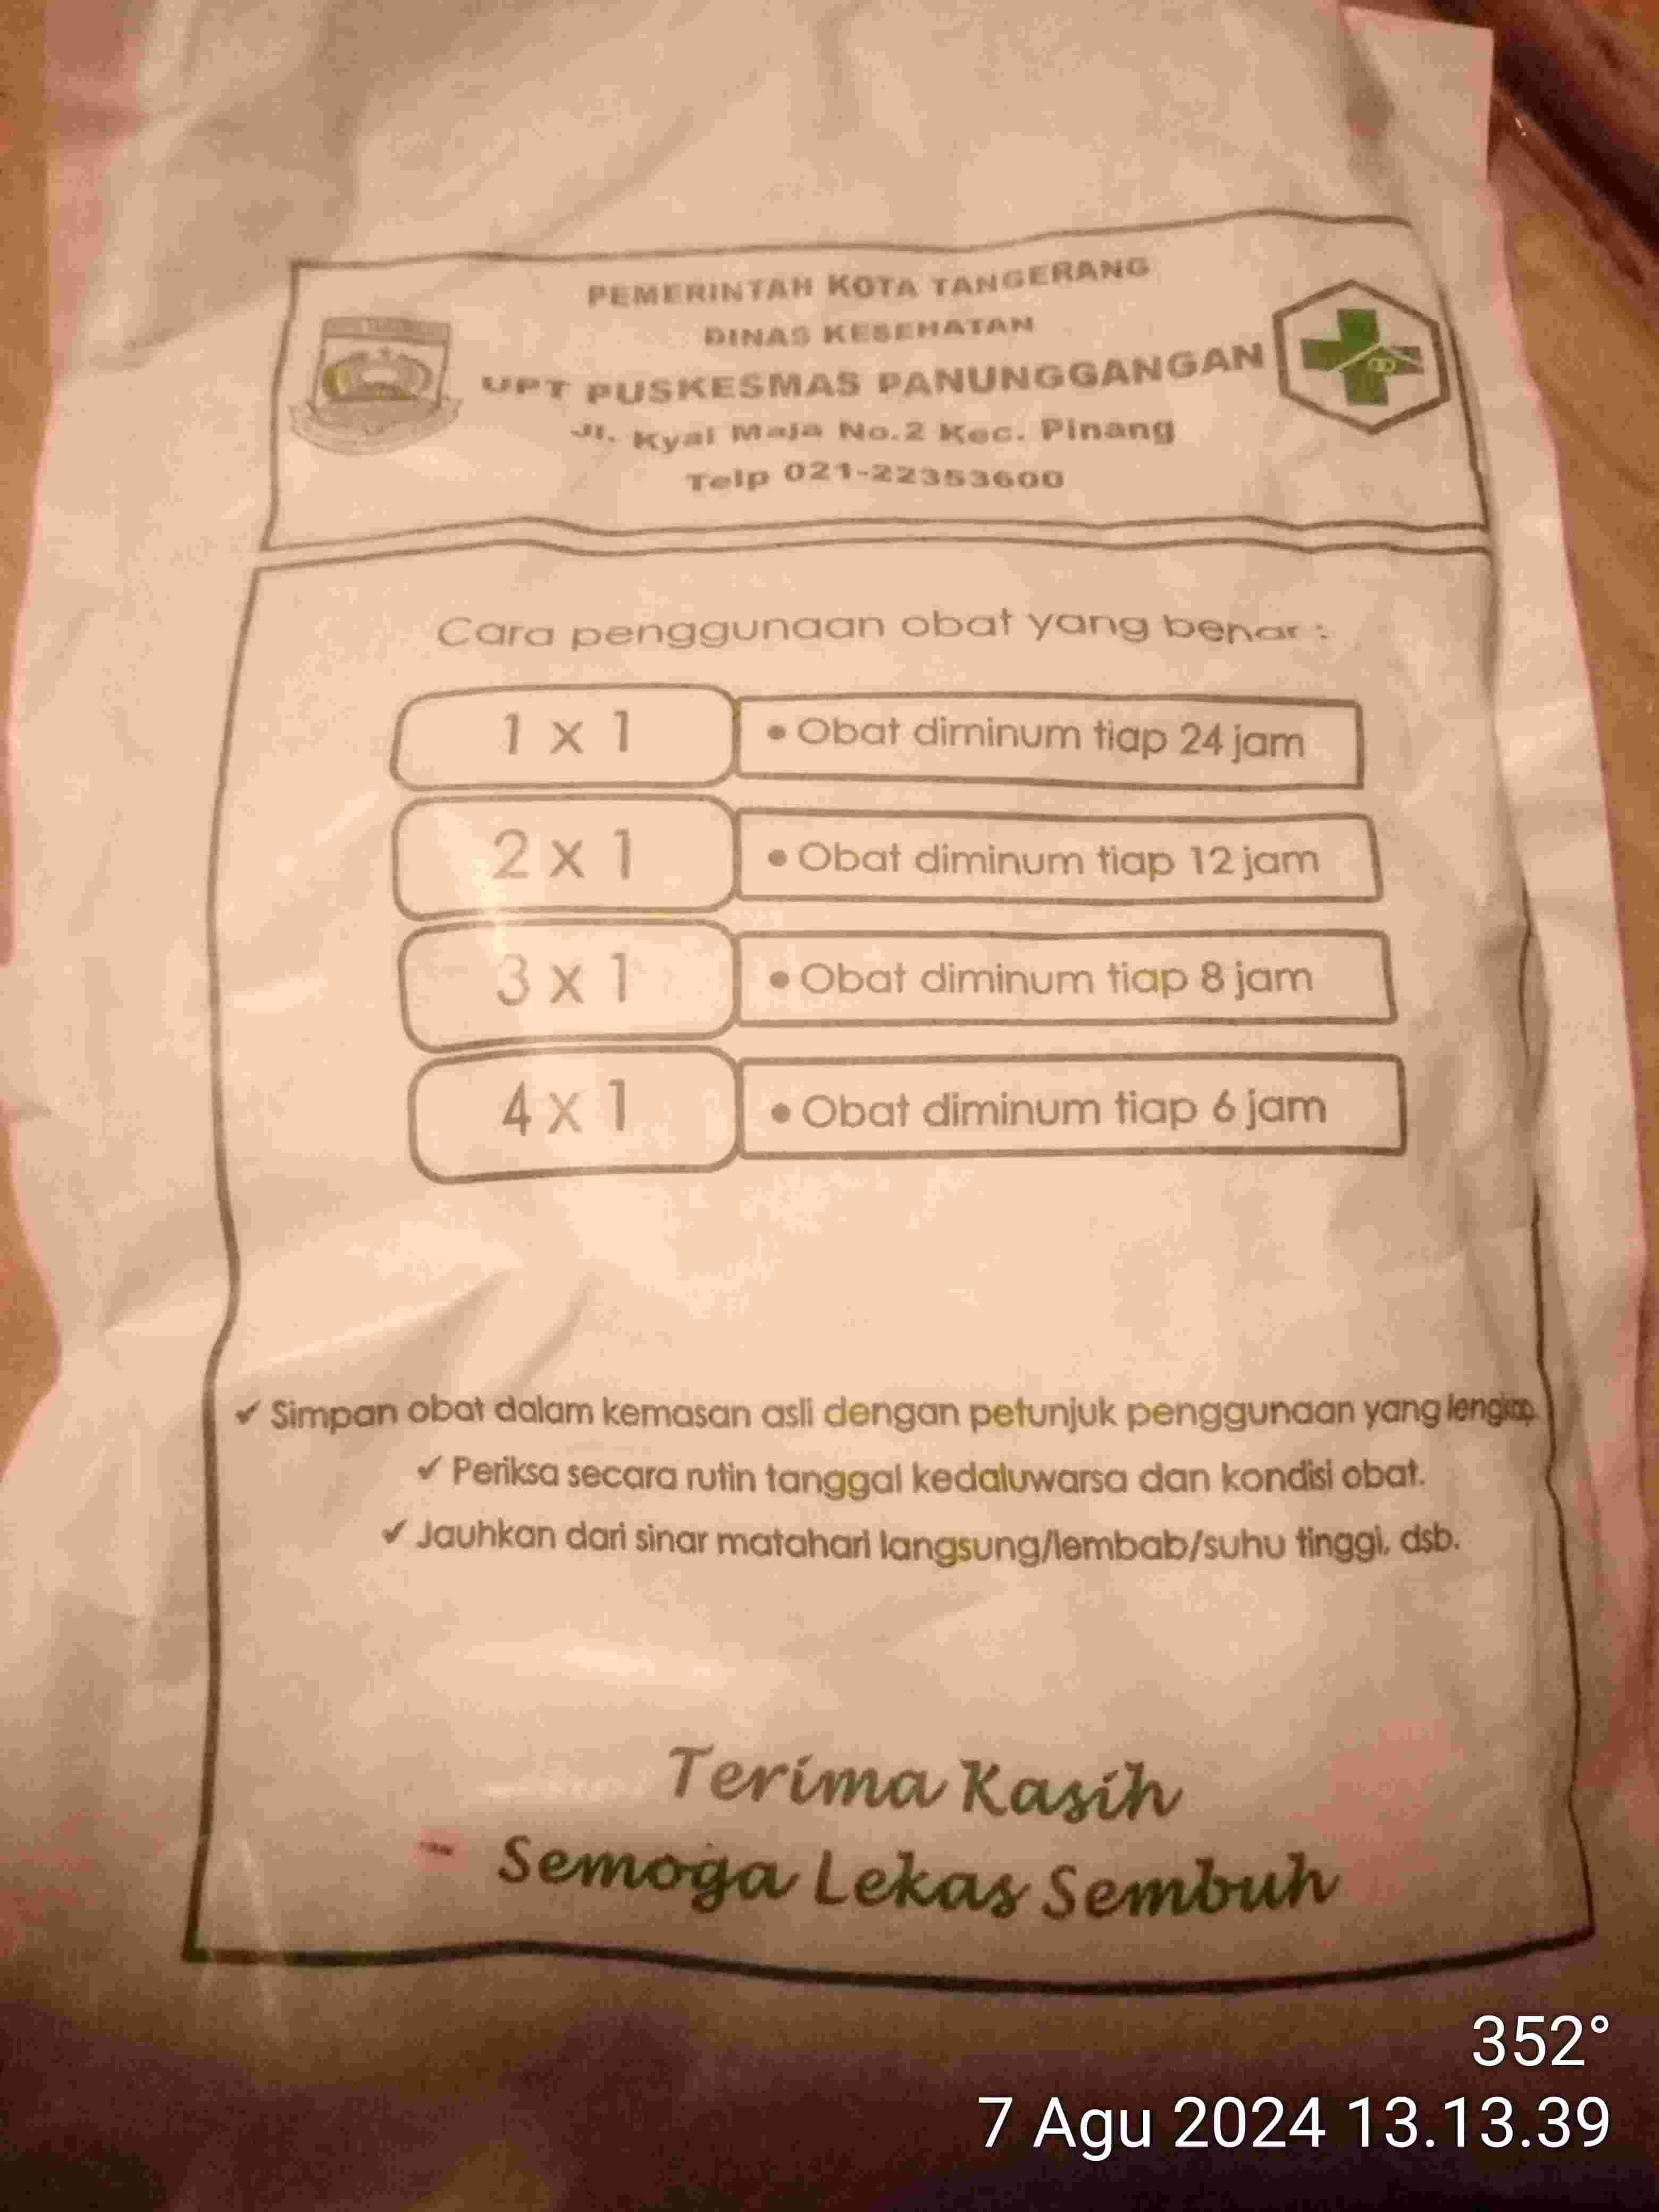 PEMERINTAH KOTA TANGERANG
DINAS KESEHATAN
UPT PUSKESMAS PANUNGGANGAN
Jl. Kyai Maja No.2 Kec. Pinang
Telp 021-22353600
Cara penggunaan obat yang benar :
1 x 1 • Obat diminum tiap 24 jam
2 x 1 • Obat diminum tiap 12 jam
3 x 1 • Obat diminum tiap 8 jam
4 x 1 • Obat diminum tiap 6 jam
✓ Simpan obat dalam kemasan asli dengan petunjuk penggunaan yang lengkap
✓ Periksa secara rutin tanggal kedaluwarsa dan kondisi obat.
✓ Jauhkan dari sinar matahari langsung/lembab/suhu tinggi, dsb.
Terima Kasih
Semoga Lekas Sembuh
352°
7 Agu 2024 13.13.39